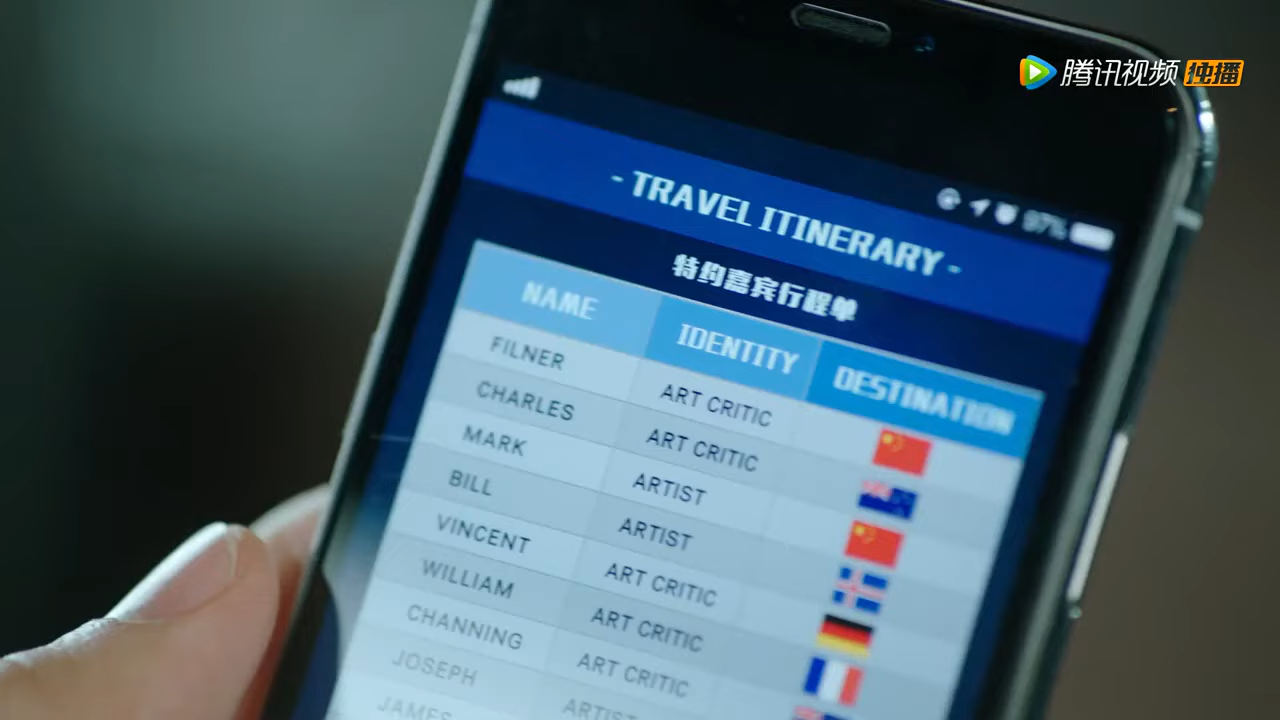 腾讯视频 独播
97%
- TRAVEL ITINERARY -
特约嘉宾行程单
NAME IDENTITY DESTINATION
FILNER ART CRITIC
CHARLES ART CRITIC
MARK ARTIST
BILL ARTIST
VINCENT ART CRITIC
WILLIAM ART CRITIC
CHANNING ART CRITIC
JOSEPH ARTIST
JAMES